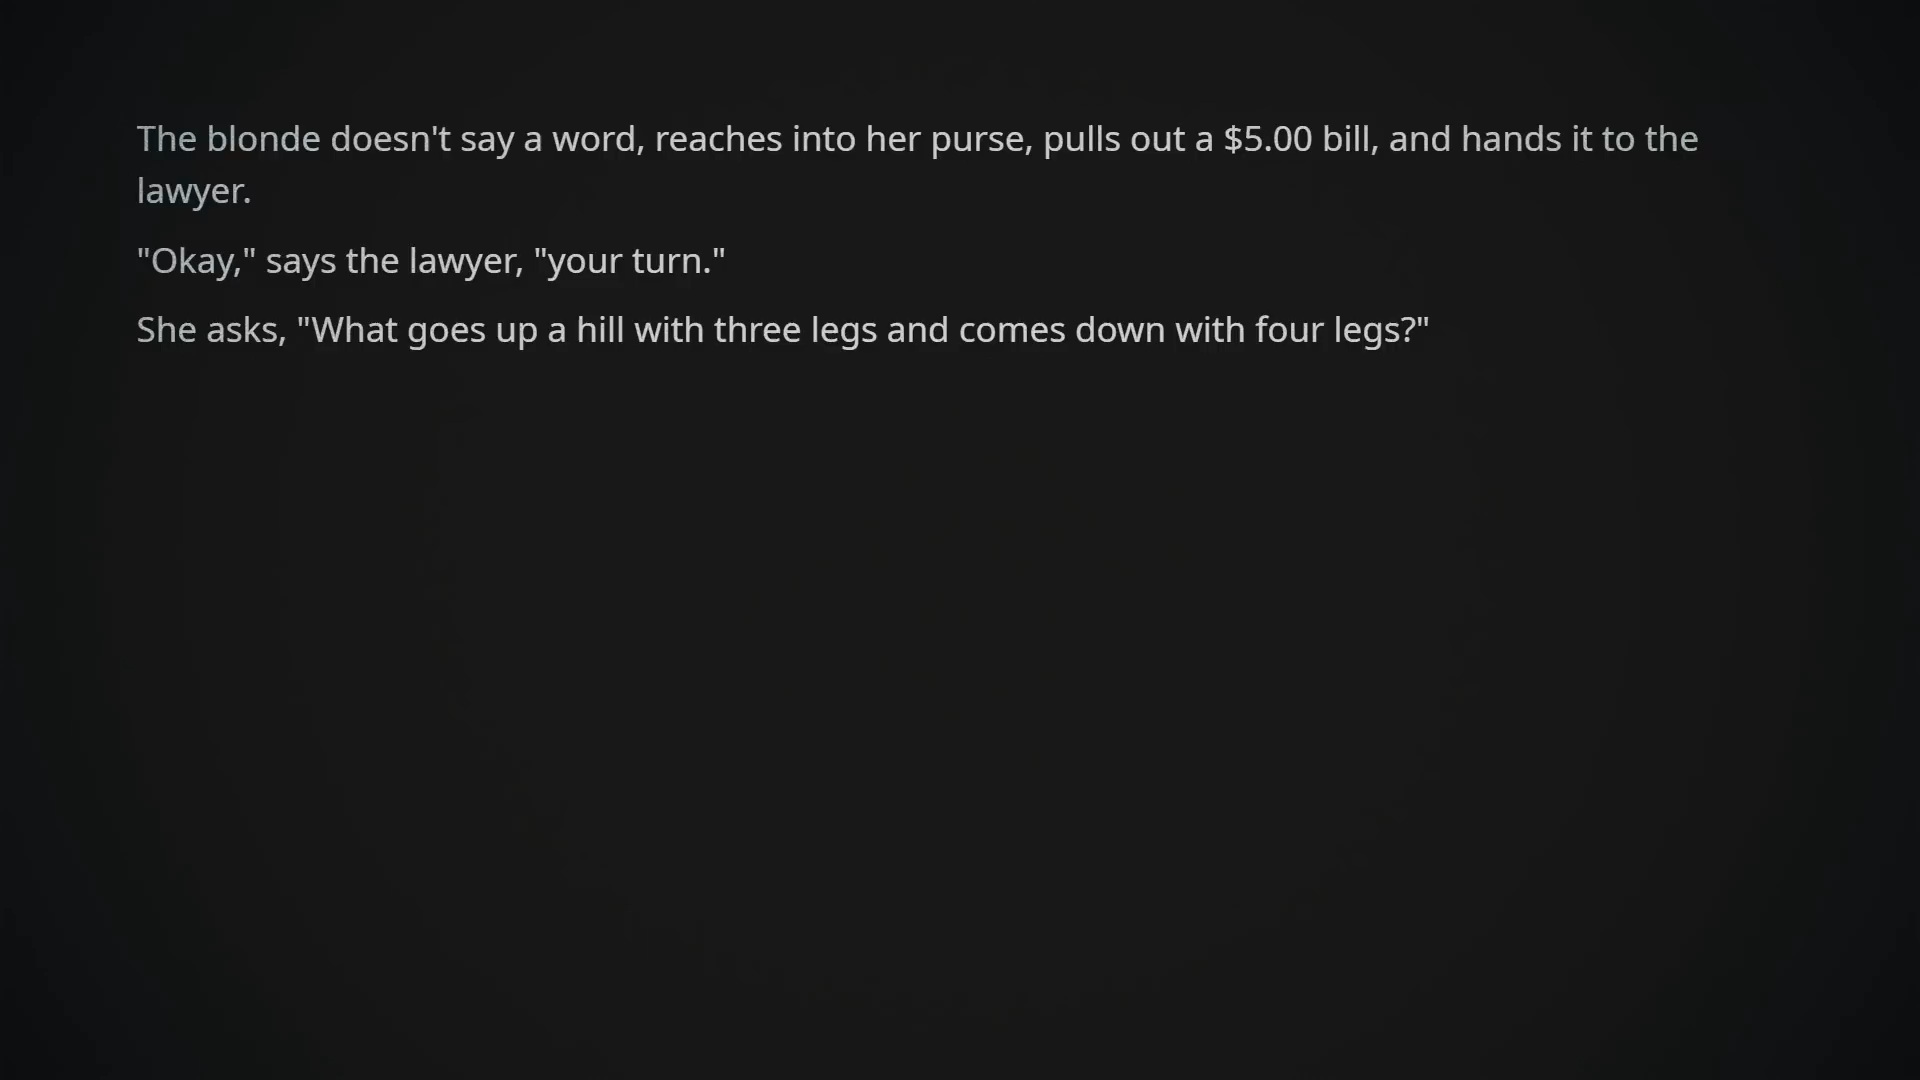 The blonde doesn't say a word, reaches into her purse, pulls out a $5.00 bill, and hands it to the
lawyer.
"Okay," says the lawyer, "your turn."
She asks, "What goes up a hill with three legs and comes down with four legs?"